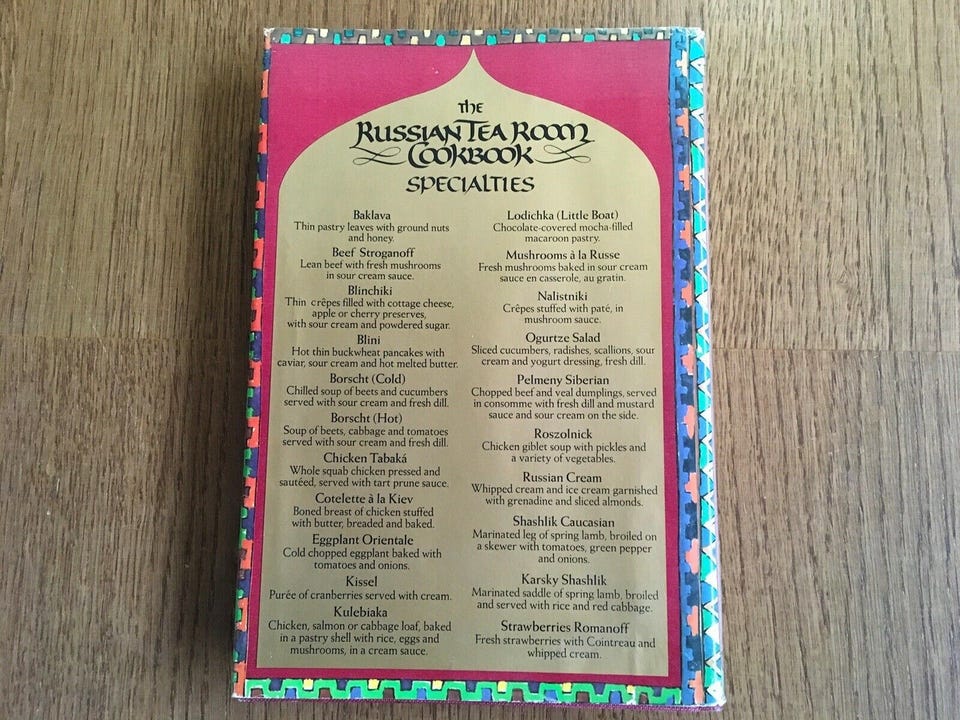 The
Russian Tea Room
Cookbook
Specialties
Baklava
Thin pastry leaves with ground nuts
and honey.
Beef Stroganoff
Lean beef with fresh mushrooms
in sour cream sauce.
Blinchiki
Thin crêpes filled with cottage cheese,
apple or cherry preserves,
with sour cream and powdered sugar.
Blini
Hot thin buckwheat pancakes with
caviar, sour cream and hot melted butter.
Borscht (Cold)
Chilled soup of beets and cucumbers
served with sour cream and fresh dill.
Borscht (Hot)
Soup of beets, cabbage and tomatoes
served with sour cream and fresh dill.
Chicken Tabaká
Whole squab chicken pressed and
sautéed, served with tart prune sauce.
Cotelette à la Kiev
Boned breast of chicken stuffed
with butter, breaded and baked.
Eggplant Orientale
Cold chopped eggplant baked with
tomatoes and onions.
Kissel
Purée of cranberries served with cream.
Kulebiaka
Chicken, salmon or cabbage loaf, baked
in a pastry shell with rice, eggs and
mushrooms, in a cream sauce.
Lodichka (Little Boat)
Chocolate-covered mocha-filled
macaroon pastry.
Mushrooms à la Russe
Fresh mushrooms baked in sour cream
sauce en casserole, au gratin.
Nalistniki
Crêpes stuffed with paté, in
mushroom sauce.
Ogurtze Salad
Sliced cucumbers, radishes, scallions, sour
cream and yogurt dressing, fresh dill.
Pelmeny Siberian
Chopped beef and veal dumplings, served
in consomme with fresh dill and mustard
sauce and sour cream on the side.
Roszolnick
Chicken giblet soup with pickles and
a variety of vegetables.
Russian Cream
Whipped cream and ice cream garnished
with grenadine and sliced almonds.
Shashlik Caucasian
Marinated leg of spring lamb, broiled on
a skewer with tomatoes, green pepper
and onions.
Karsky Shashlik
Marinated saddle of spring lamb, broiled
and served with rice and red cabbage.
Strawberries Romanoff
Fresh strawberries with Cointreau and
whipped cream.